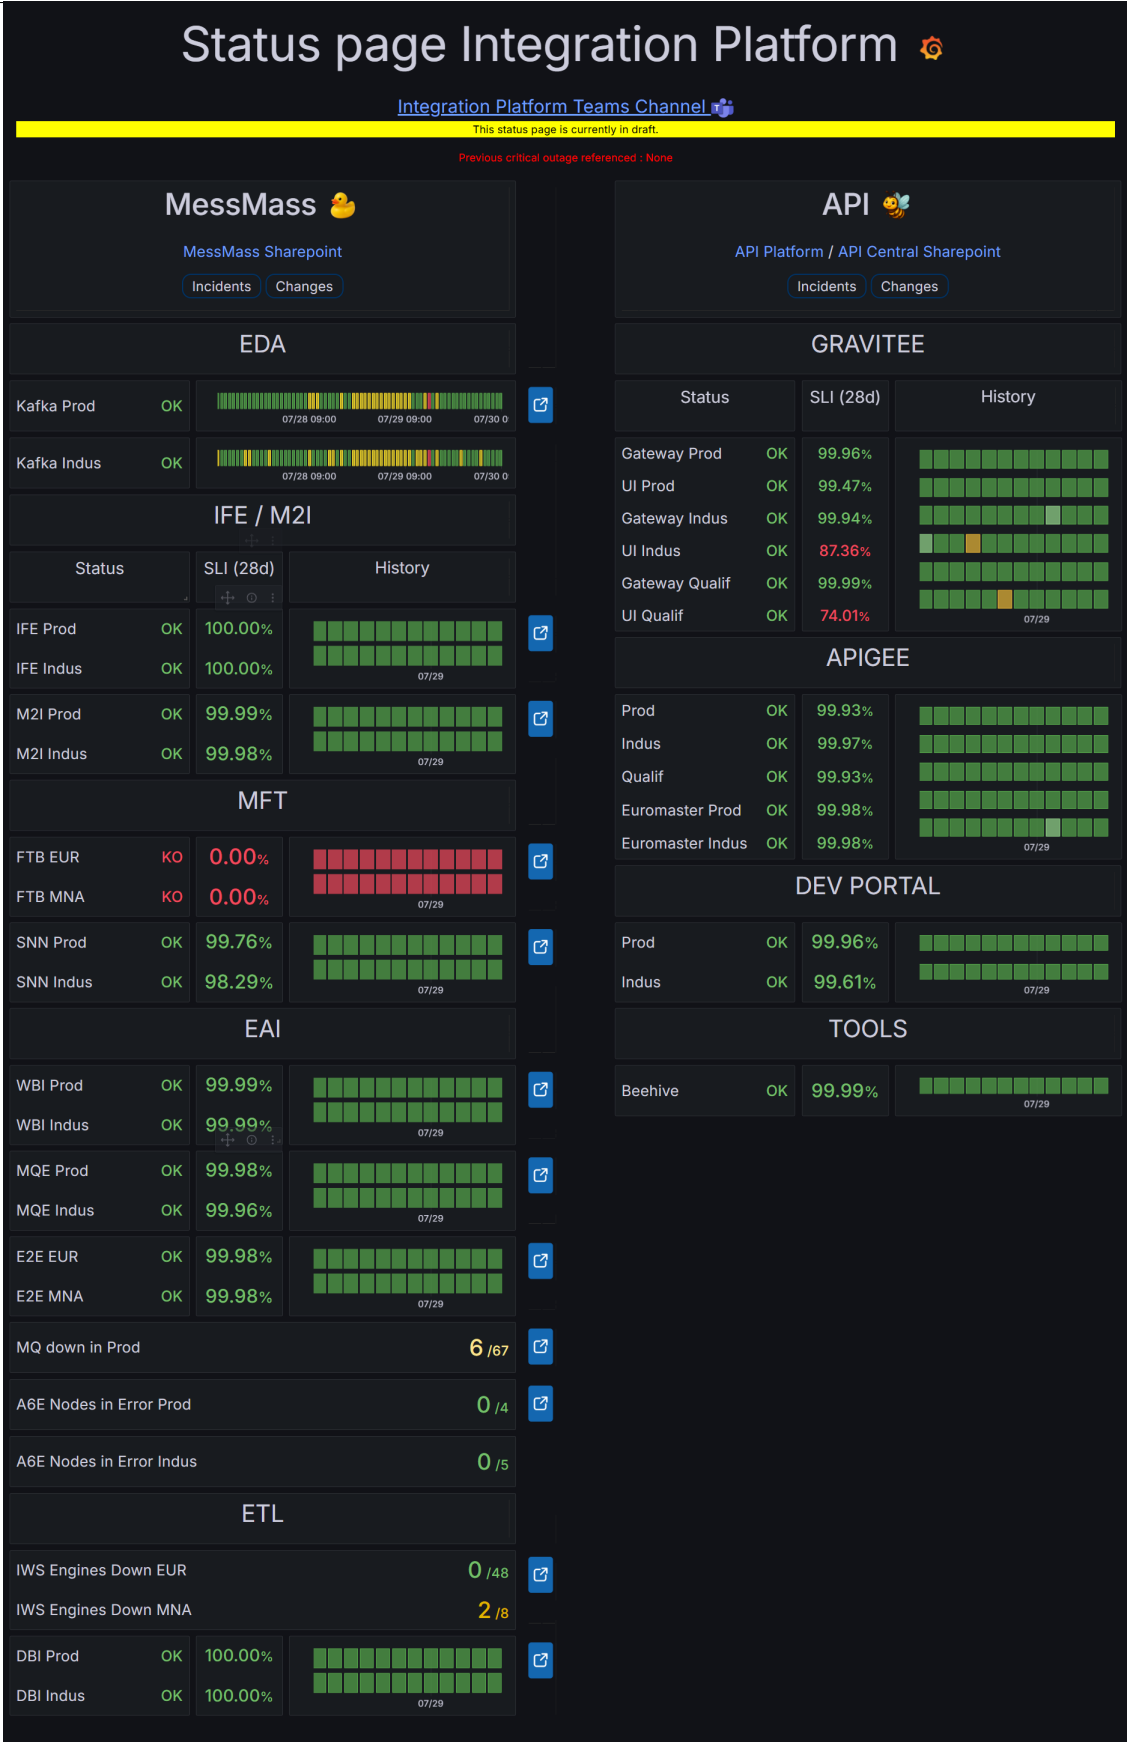 Status page Integration Platform
Integration Platform Teams Channel
This status page is currently in draft.
Previous critical outage referenced : None
MessMass
MessMass Sharepoint
Incidents Changes
EDA
Kafka Prod OK
07/28 09:00 07/29 09:00 07/30 0
Kafka Indus OK
07/28 09:00 07/29 09:00 07/30 0
IFE / M2I
Status SLI (28d) History
IFE Prod OK 100.00%
IFE Indus OK 100.00%
07/29
M2I Prod OK 99.99%
M2I Indus OK 99.98%
07/29
MFT
FTB EUR KO 0.00%
FTB MNA KO 0.00%
07/29
SNN Prod OK 99.76%
SNN Indus OK 98.29%
07/29
EAI
WBI Prod OK 99.99%
WBI Indus OK 99.99%
07/29
MQE Prod OK 99.98%
MQE Indus OK 99.96%
07/29
E2E EUR OK 99.98%
E2E MNA OK 99.98%
07/29
MQ down in Prod 6 /67
A6E Nodes in Error Prod 0 /4
A6E Nodes in Error Indus 0 /5
ETL
IWS Engines Down EUR 0 /48
IWS Engines Down MNA 2 /8
DBI Prod OK 100.00%
DBI Indus OK 100.00%
07/29
API
API Platform / API Central Sharepoint
Incidents Changes
GRAVITEE
Status SLI (28d) History
Gateway Prod OK 99.96%
UI Prod OK 99.47%
Gateway Indus OK 99.94%
UI Indus OK 87.36%
Gateway Qualif OK 99.99%
UI Qualif OK 74.01%
07/29
APIGEE
Prod OK 99.93%
Indus OK 99.97%
Qualif OK 99.93%
Euromaster Prod OK 99.98%
Euromaster Indus OK 99.98%
07/29
DEV PORTAL
Prod OK 99.96%
Indus OK 99.61%
07/29
TOOLS
Beehive OK 99.99%
07/29